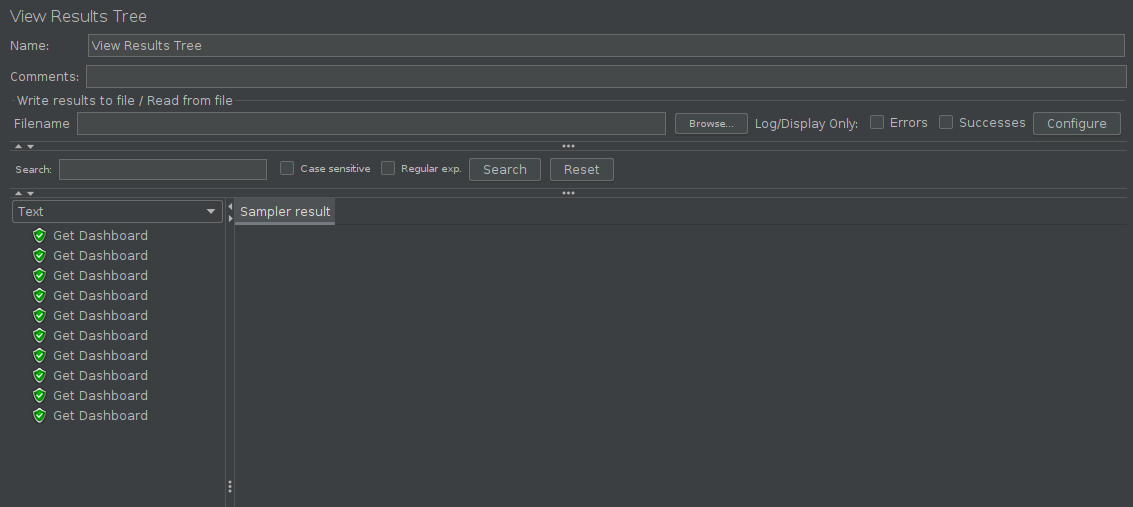 View Results Tree
Name: View Results Tree
Comments:
Write results to file / Read from file
Filename Browse... Log/Display Only: Errors Successes Configure
Search: Case sensitive Regular exp. Search Reset
Text Sampler result
Get Dashboard
Get Dashboard
Get Dashboard
Get Dashboard
Get Dashboard
Get Dashboard
Get Dashboard
Get Dashboard
Get Dashboard
Get Dashboard